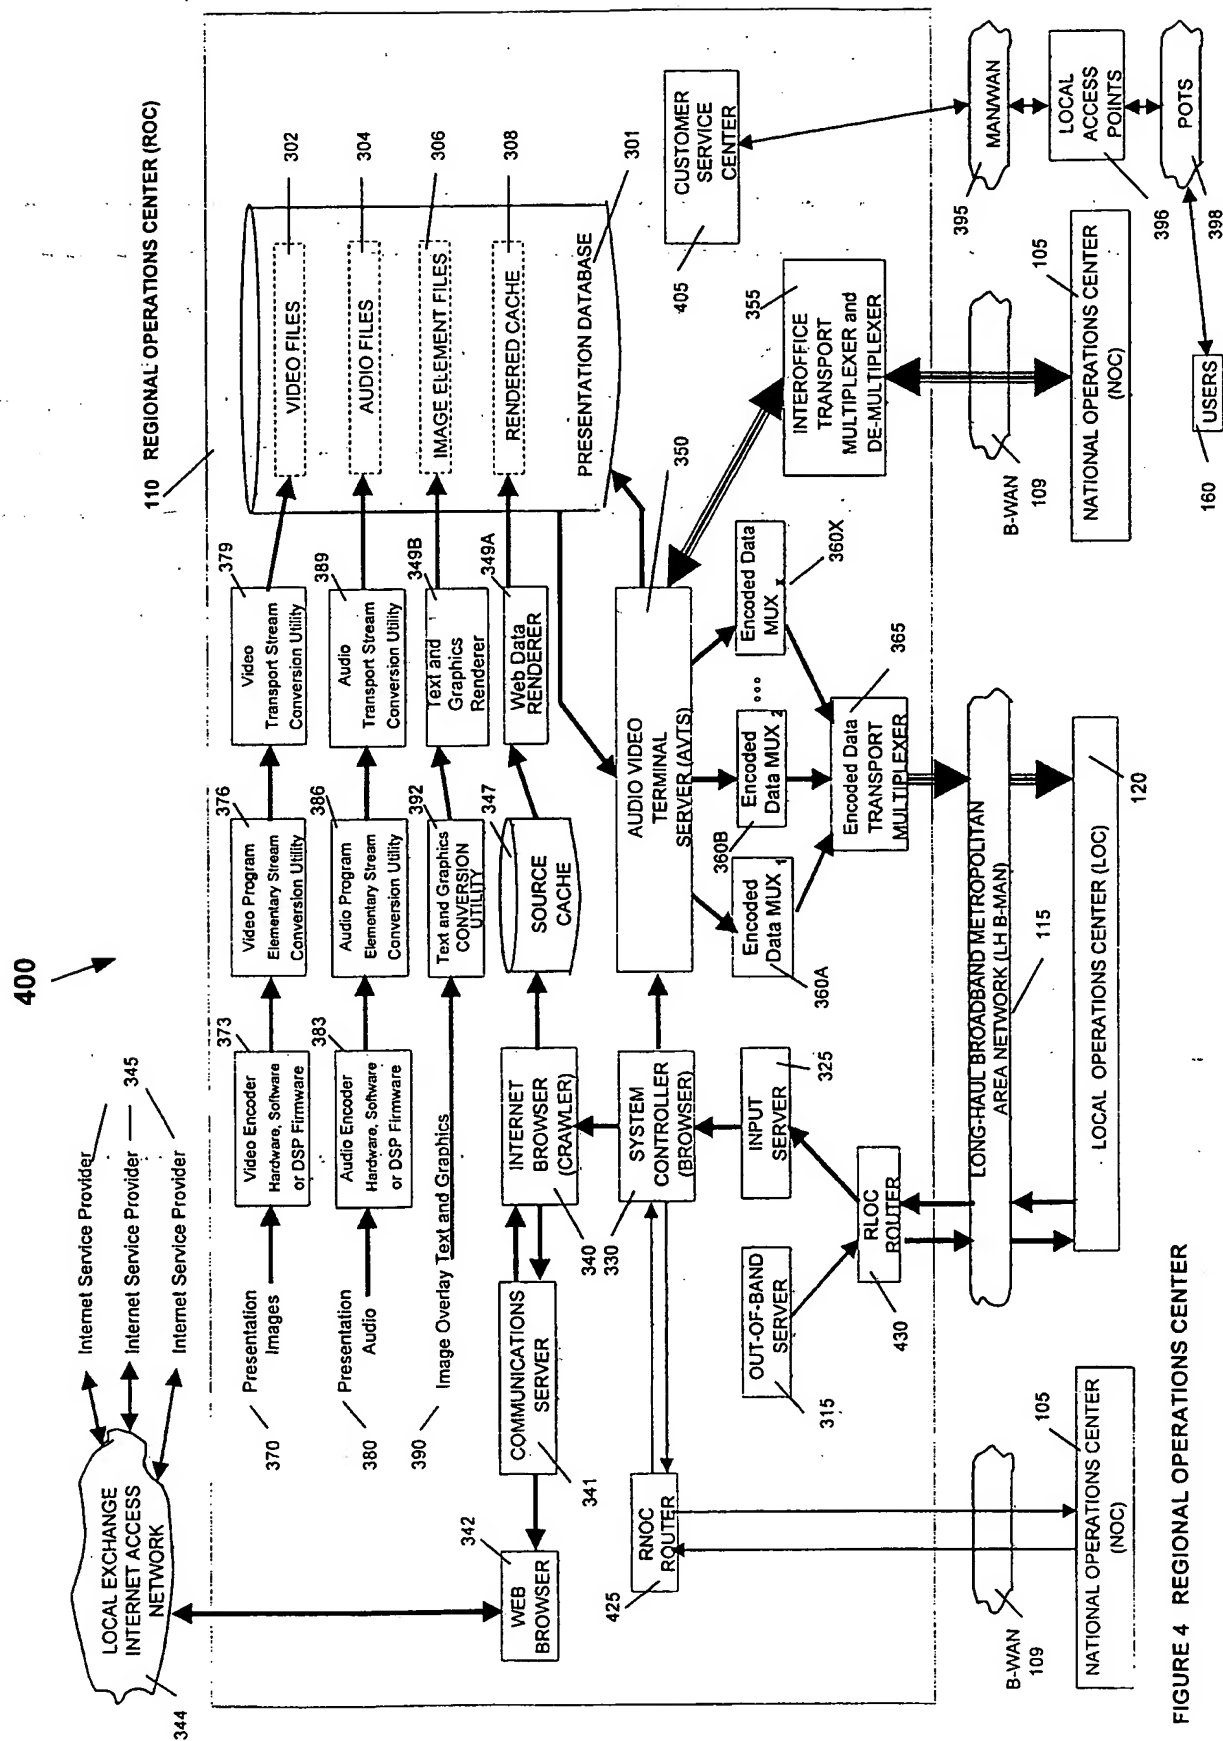 400
110 REGIONAL OPERATIONS CENTER (ROC)
LOCAL EXCHANGE
INTERNET ACCESS
NETWORK
344
Internet Service Provider
Internet Service Provider
Internet Service Provider
345
Presentation
Images
370
Video Encoder
Hardware, Software
or DSP Firmware
373
Video Program
Elementary Stream
Conversion Utility
376
Video
Transport Stream
Conversion Utility
379
VIDEO FILES
302
Presentation
Audio
380
Audio Encoder
Hardware, Software
or DSP Firmware
383
Audio Program
Elementary Stream
Conversion Utility
386
Audio
Transport Stream
Conversion Utility
389
AUDIO FILES
304
Image Overlay Text and Graphics
390
Text and Graphics
CONVERSION
UTILITY
392
Text and
Graphics
Renderer
349B
IMAGE ELEMENT FILES
306
WEB
BROWSER
342
COMMUNICATIONS
SERVER
341
INTERNET
BROWSER
(CRAWLER)
340
SOURCE
CACHE
347
Web Data
RENDERER
349A
RENDERED CACHE
308
PRESENTATION DATABASE
301
RNOC
ROUTER
425
SYSTEM
CONTROLLER
(BROWSER)
330
AUDIO VIDEO
TERMINAL
SERVER (AVTS)
350
CUSTOMER
SERVICE
CENTER
405
OUT-OF-BAND
SERVER
315
INPUT
SERVER
325
Encoded
Data MUX 1
360A
Encoded
Data MUX 2
360B
...
Encoded Data
MUX x
360X
INTEROFFICE
TRANSPORT
MULTIPLEXER and
DE-MULTIPLEXER
355
RLOC
ROUTER
430
Encoded Data
TRANSPORT
MULTIPLEXER
365
B-WAN
109
LONG-HAUL BROADBAND METROPOLITAN
AREA NETWORK (LH B-MAN)
115
B-WAN
109
MAN/WAN
395
LOCAL
ACCESS
POINTS
396
POTS
398
NATIONAL OPERATIONS CENTER
(NOC)
105
LOCAL OPERATIONS CENTER (LOC)
120
NATIONAL OPERATIONS CENTER
(NOC)
105
USERS
160
FIGURE 4 REGIONAL OPERATIONS CENTER